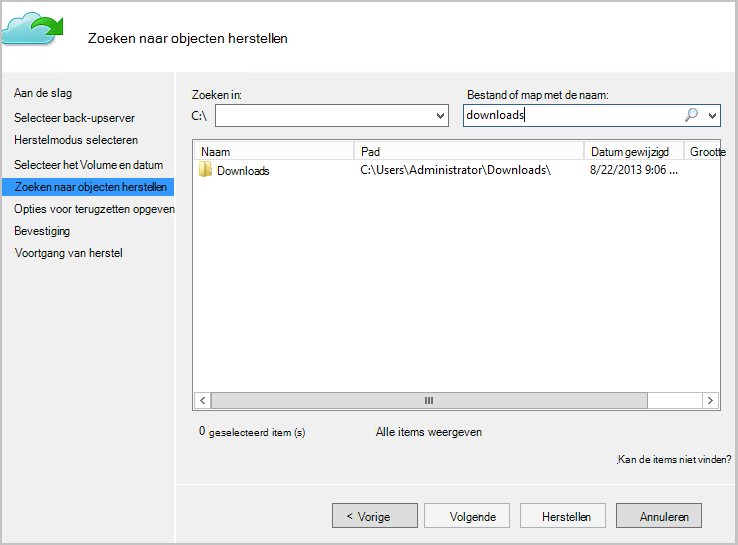 Zoeken naar objecten herstellen
Aan de slag
Selecteer back-upserver
Herstelmodus selecteren
Selecteer het Volume en datum
Zoeken naar objecten herstellen
Opties voor terugzetten opgeven
Bevestiging
Voortgang van herstel
Zoeken in:
Bestand of map met de naam:
C:\
downloads
Naam Pad Datum gewijzigd Grootte
Downloads C:\Users\Administrator\Downloads\ 8/22/2013 9:06 ...
0 geselecteerd item (s) Alle items weergeven
Kan de items niet vinden?
< Vorige Volgende Herstellen Annuleren